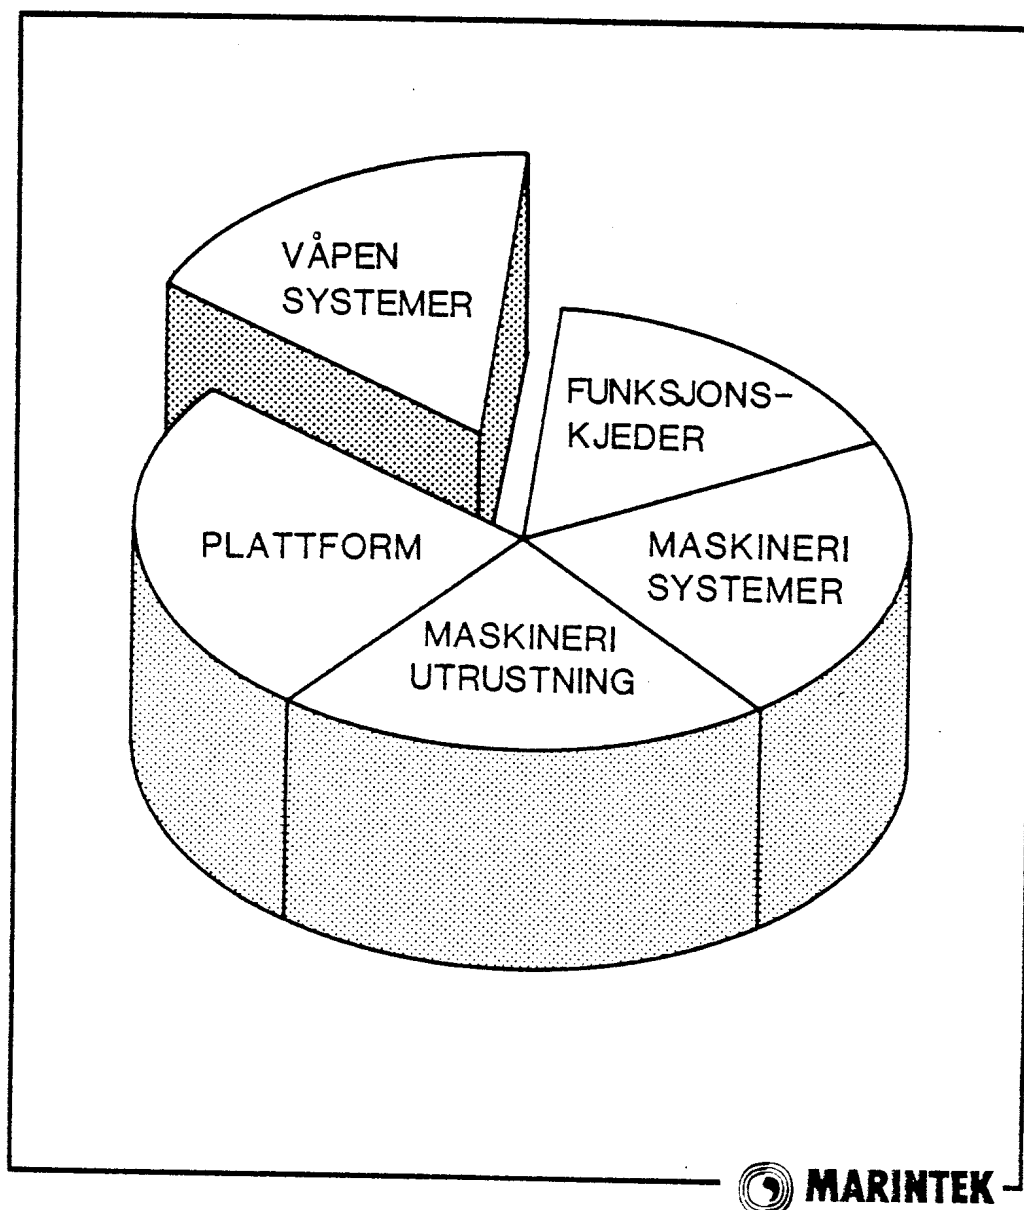 VÅPEN
SYSTEMER
FUNKSJONS-
KJEDER
PLATTFORM
MASKINERI
SYSTEMER
MASKINERI
UTRUSTNING
MARINTEK